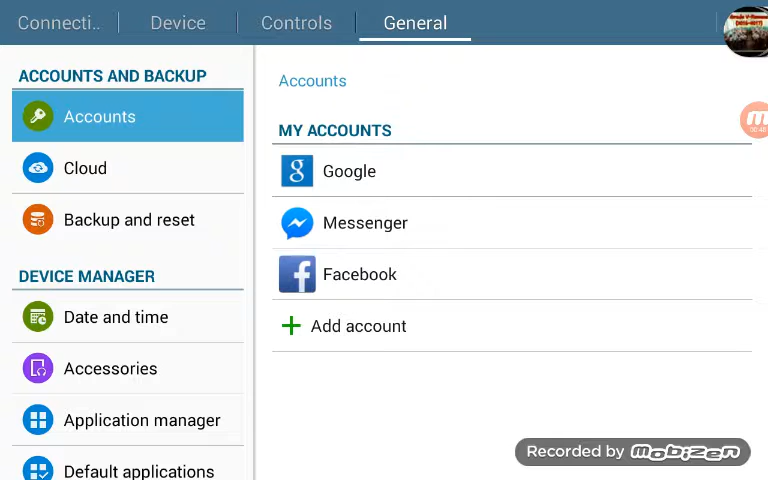 Connecti..
Device
Controls
General
ACCOUNTS AND BACKUP
Accounts
Cloud
Backup and reset
DEVICE MANAGER
Date and time
Accessories
Application manager
Default applications
Accounts
MY ACCOUNTS
Google
Messenger
Facebook
Add account
Recorded by mobizen